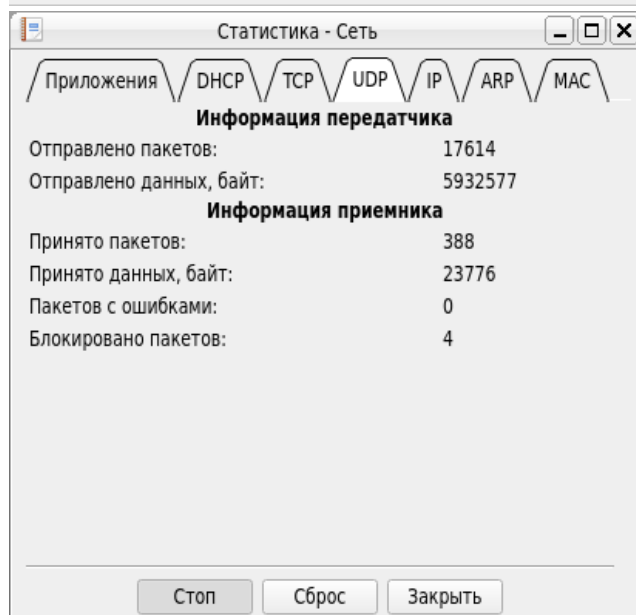 Статистика - Сеть
Приложения DHCP TCP UDP IP ARP MAC
Информация передатчика
Отправлено пакетов: 17614
Отправлено данных, байт: 5932577
Информация приемника
Принято пакетов: 388
Принято данных, байт: 23776
Пакетов с ошибками: 0
Блокировано пакетов: 4
Стоп Сброс Закрыть